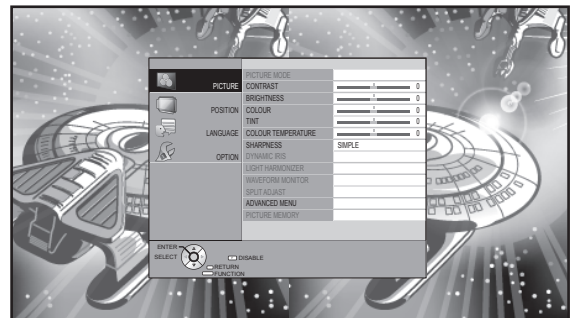 PICTURE
POSITION
LANGUAGE
OPTION
PICTURE MODE
CONTRAST 0
BRIGHTNESS 0
COLOUR 0
TINT 0
COLOUR TEMPERATURE 0
SHARPNESS SIMPLE
DYNAMIC IRIS
LIGHT HARMONIZER
WAVEFORM MONITOR
SPLIT ADJUST
ADVANCED MENU
PICTURE MEMORY
ENTER
SELECT
DISABLE
RETURN
FUNCTION